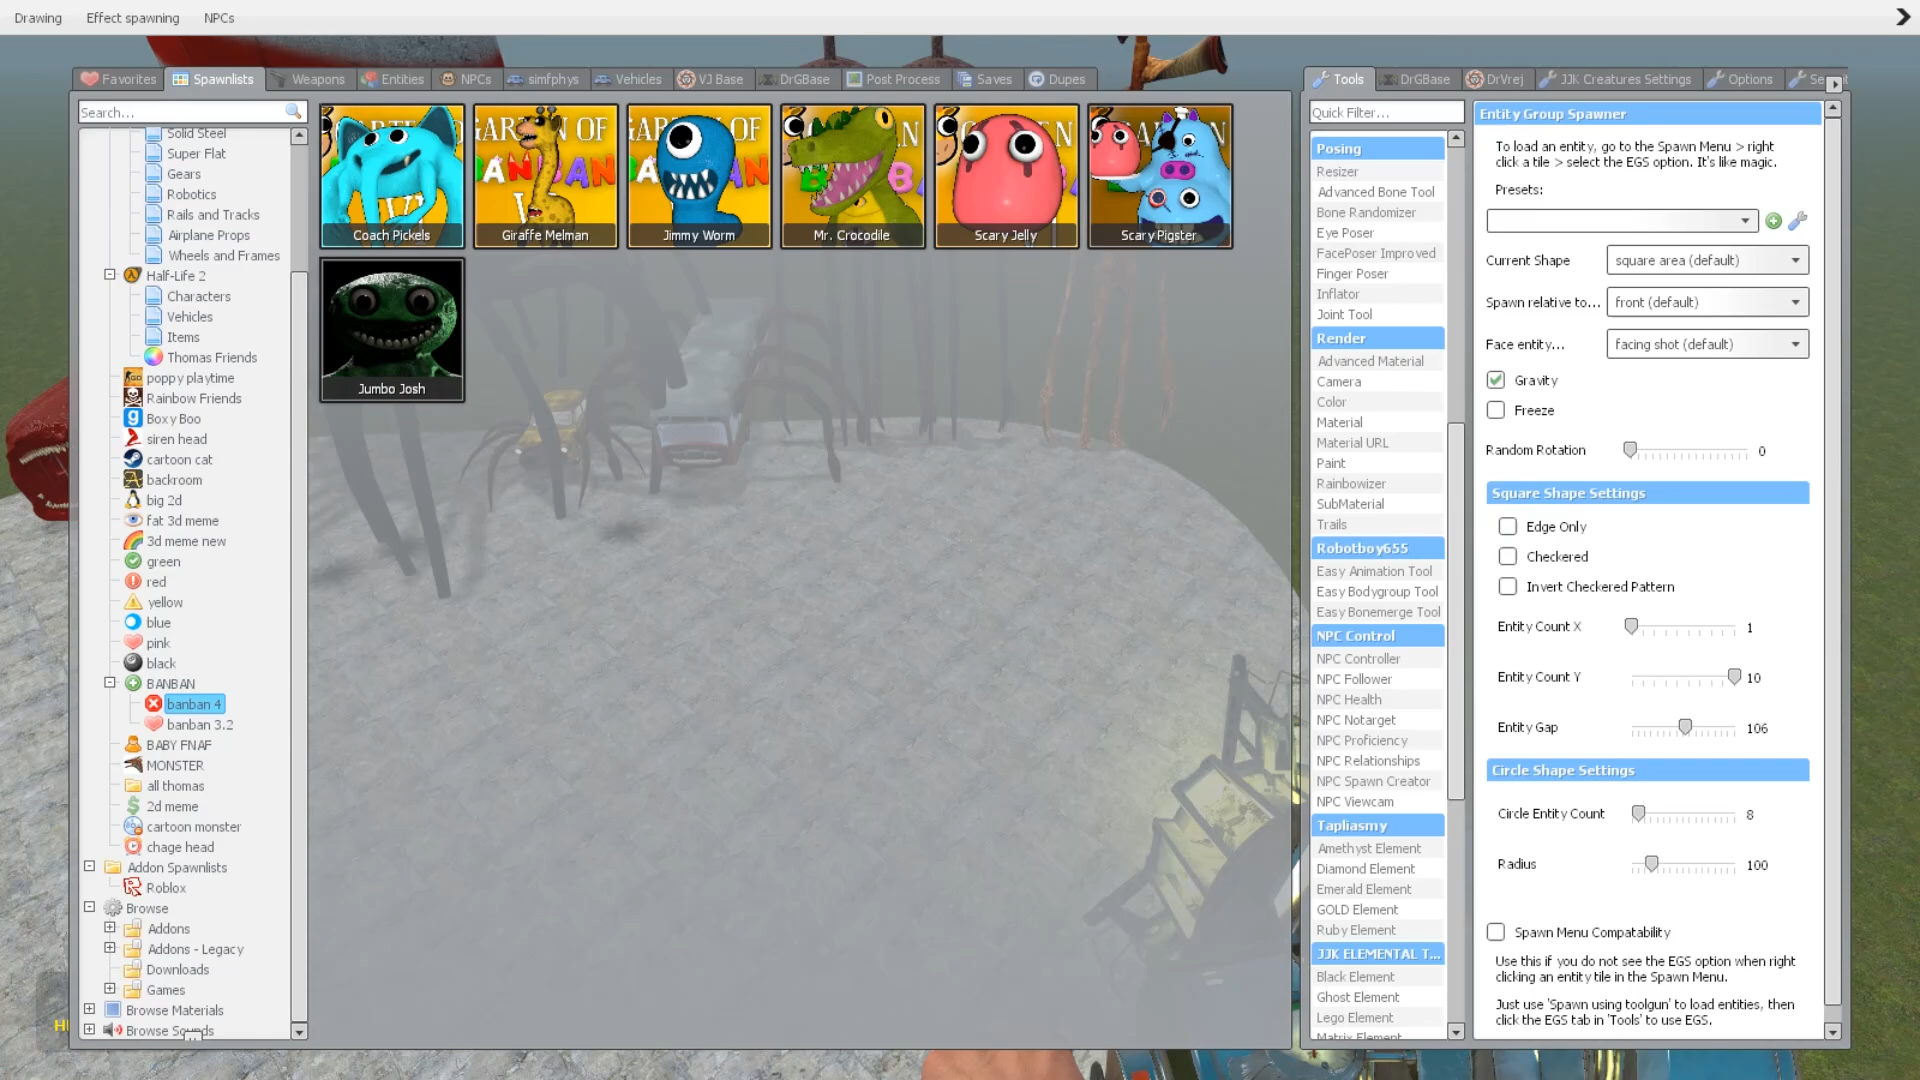 Drawing
Effect spawning
NPCs
Favorites
Spawnlists
Weapons
Entities
NPCs
simfphys
Vehicles
VJ Base
DrGBase
Post Process
Saves
Dupes
Search...
Solid Steel
Super Flat
Gears
Robotics
Rails and Tracks
Airplane Props
Wheels and Frames
Half-Life 2
Characters
Vehicles
Items
Thomas Friends
poppy playtime
Rainbow Friends
Boxy Boo
siren head
cartoon cat
backroom
big 2d
fat 3d meme
3d meme new
green
red
yellow
blue
pink
black
BANBAN
banban 4
banban 3.2
BABY FNAF
MONSTER
all thomas
2d meme
cartoon monster
chage head
Addon Spawnlists
Roblox
Browse
Addons
Addons - Legacy
Downloads
Games
Browse Materials
Browse Sounds
Coach Pickels
GARDEN OF
Giraffe Melman
Jimmy Worm
Mr. Crocodile
Scary Jelly
Scary Pigster
Jumbo Josh
Tools
DrGBase
DrVrej
JJK Creatures Settings
Options
Quick Filter...
Posing
Resizer
Advanced Bone Tool
Bone Randomizer
Eye Poser
FacePoser Improved
Finger Poser
Inflator
Joint Tool
Render
Advanced Material
Camera
Color
Material
Material URL
Paint
Rainbowizer
SubMaterial
Trails
Robotboy655
Easy Animation Tool
Easy Bodygroup Tool
Easy Bonemerge Tool
NPC Control
NPC Controller
NPC Follower
NPC Health
NPC Notarget
NPC Proficiency
NPC Relationships
NPC Spawn Creator
NPC Viewcam
Tapliasmy
Amethyst Element
Diamond Element
Emerald Element
GOLD Element
Ruby Element
JJK ELEMENTAL T...
Black Element
Ghost Element
Lego Element
Matrix Element
Entity Group Spawner
To load an entity, go to the Spawn Menu > right
click a tile > select the EGS option. It's like magic.
Presets:
Current Shape
square area (default)
Spawn relative to...
front (default)
Face entity...
facing shot (default)
Gravity
Freeze
Random Rotation
0
Square Shape Settings
Edge Only
Checkered
Invert Checkered Pattern
Entity Count X
1
Entity Count Y
10
Entity Gap
106
Circle Shape Settings
Circle Entity Count
8
Radius
100
Spawn Menu Compatability
Use this if you do not see the EGS option when right
clicking an entity tile in the Spawn Menu.
Just use 'Spawn using toolgun' to load entities, then
click the EGS tab in 'Tools' to use EGS.